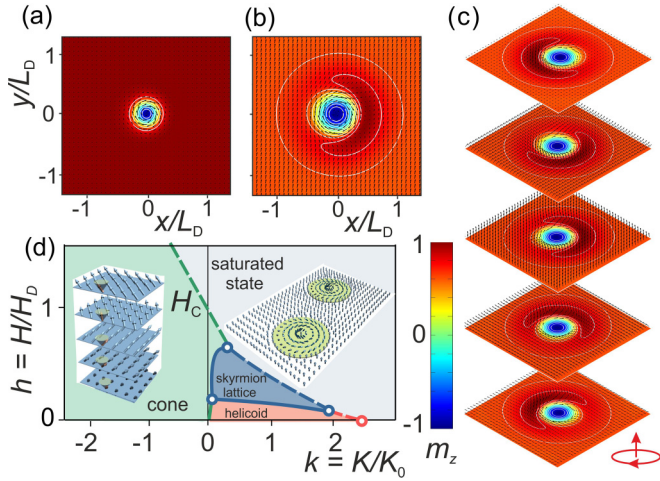 (a)
(b)
(c)
y/L_D
1
0
-1
-1
0
1
x/L_D
-1
0
1
x/L_D
(d)
saturated state
H_C
h = H/H_D
1
0
cone
skyrmion lattice
helicoid
-2
-1
0
1
2
k = K/K_0
1
0
-1
m_z